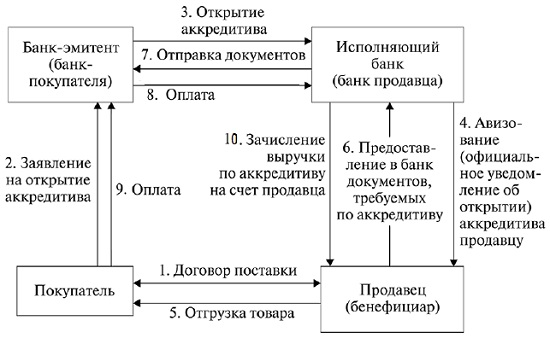 3. Открытие
аккредитива
Банк-эмитент
(банк-
покупателя)
7. Отправка документов
8. Оплата
Исполняющий
банк
(банк продавца)
2. Заявление
на открытие
аккредитива
9. Оплата
10. Зачисление
выручки
по аккредитиву
на счет продавца
6. Предостав-
ление в банк
документов,
требуемых
по аккредитиву
4. Авизо-
вание
(официаль-
ное уведом-
ление об
открытии)
аккредитива
продавцу
Покупатель
1. Договор поставки
5. Отгрузка товара
Продавец
(бенефициар)